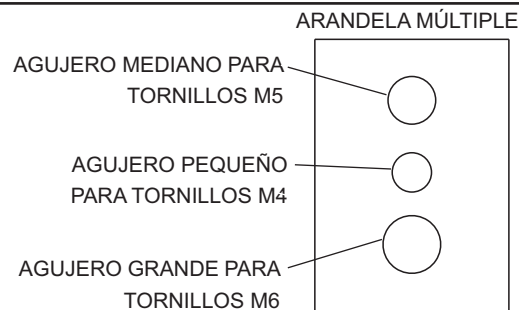 ARANDELA MÚLTIPLE
AGUJERO MEDIANO PARA
TORNILLOS M5
AGUJERO PEQUEÑO
PARA TORNILLOS M4
AGUJERO GRANDE PARA
TORNILLOS M6